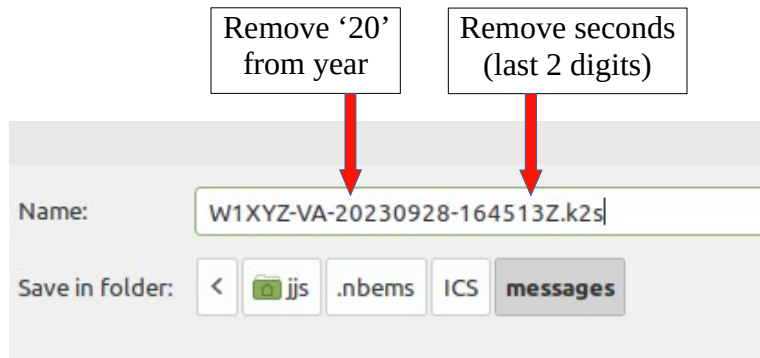 Remove ‘20’
from year
Remove seconds
(last 2 digits)
Name:
W1XYZ-VA-20230928-164513Z.k2s
Save in folder:
< jjs .nbems ICS messages